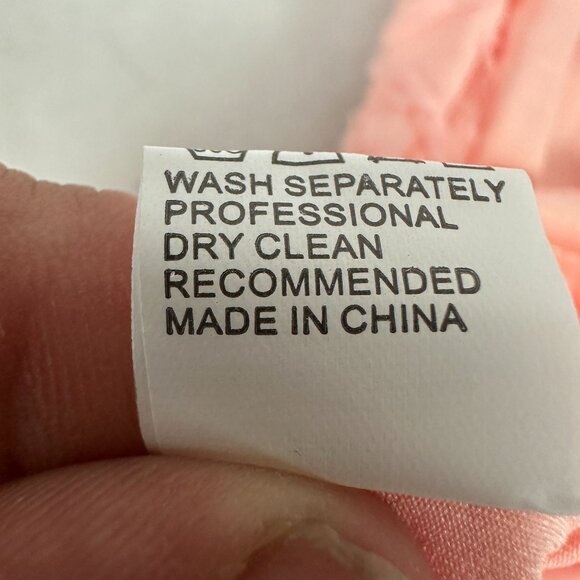 WASH SEPARATELY
PROFESSIONAL
DRY CLEAN
RECOMMENDED
MADE IN CHINA